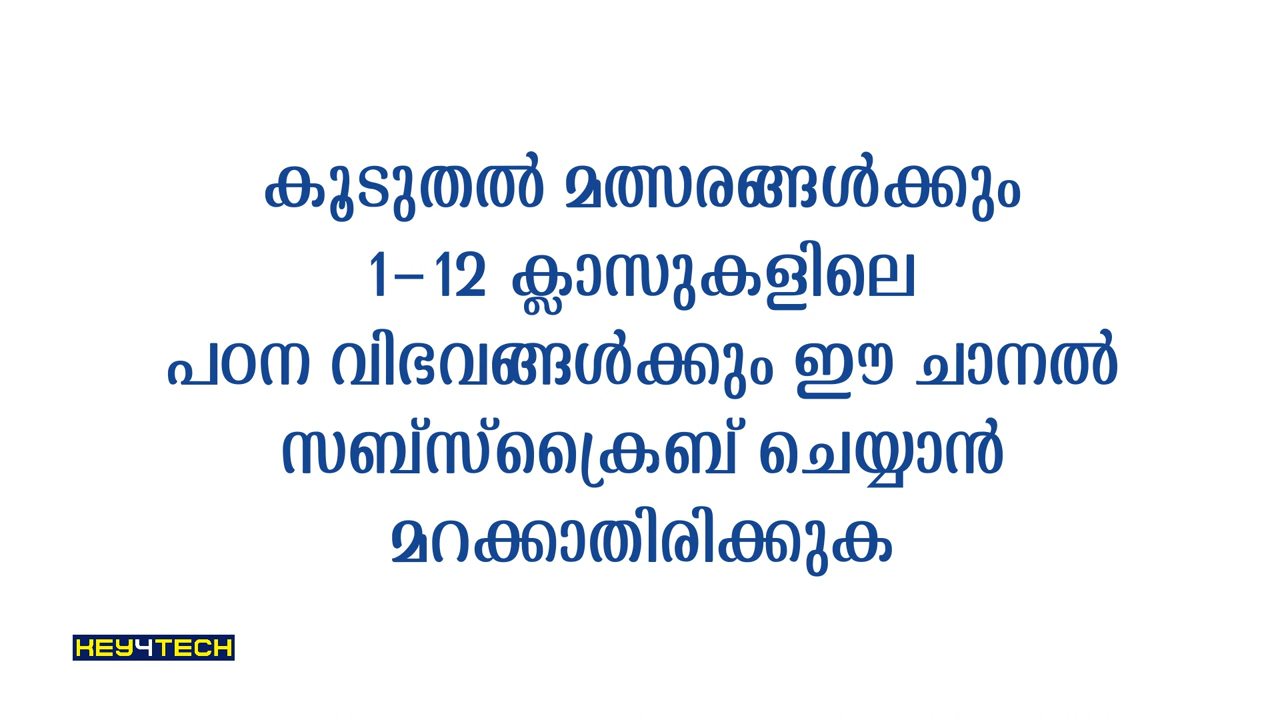 കൂടുതൽ മത്സരങ്ങൾക്കും
1-12 ക്ലാസുകളിലെ
പഠന വിഭവങ്ങൾക്കും ഈ ചാനൽ
സബ്സ്ക്രൈബ് ചെയ്യാൻ
മറക്കാതിരിക്കുക
KEY4TECH